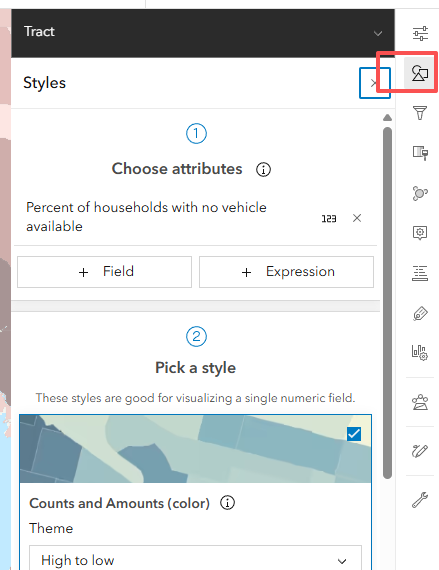 Tract
Styles
1
Choose attributes
Percent of households with no vehicle
available
123
+ Field
+ Expression
2
Pick a style
These styles are good for visualizing a single numeric field.
Counts and Amounts (color)
Theme
High to low